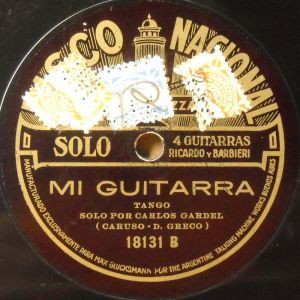 DISCO NACIONAL
SOLO
4 GUITARRAS
RICARDO y BARBIERI
MI GUITARRA
TANGO
SOLO POR CARLOS GARDEL
(CARUSO - D. GRECO)
18131 B
MANUFACTURADO EXCLUSIVAMENTE PARA MAX GLÜCKSMANN FOR THE ARGENTINE TALKING MACHINE WORKS BUENOS AIRES